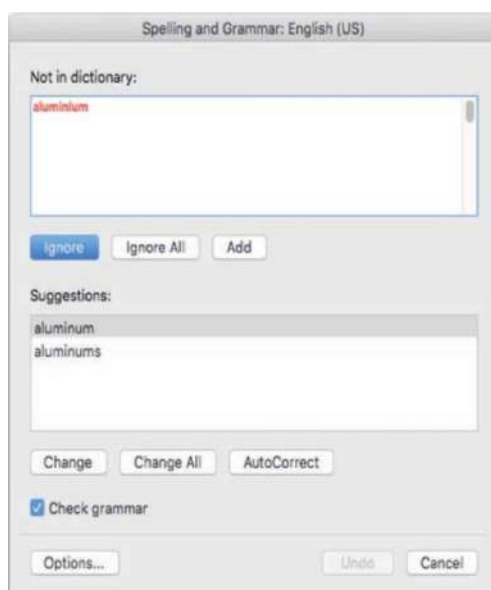 Spelling and Grammar: English (US)
Not in dictionary:
aluminium
Ignore Ignore All Add
Suggestions:
aluminum
aluminums
Change Change All AutoCorrect
Check grammar
Options... Undo Cancel